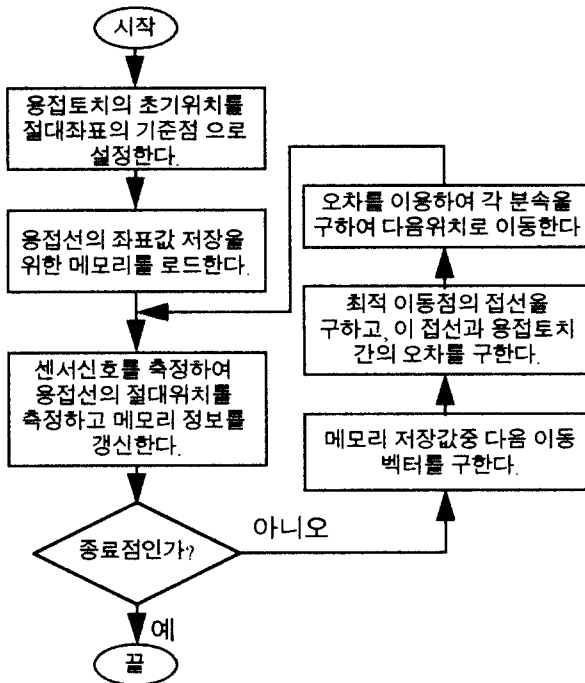 시작
용접토치의 초기위치를
절대좌표의 기준점 으로
설정한다.
용접선의 좌표값 저장을
위한 메모리를 로드한다.
센서신호를 측정하여
용접선의 절대위치를
측정하고 메모리 정보를
갱신한다.
종료점인가?
예
끝
아니오
메모리 저장값중 다음 이동
벡터를 구한다.
최적 이동점의 접선을
구하고, 이 접선과 용접토치
간의 오차를 구한다.
오차를 이용하여 각 분속을
구하여 다음위치로 이동한다